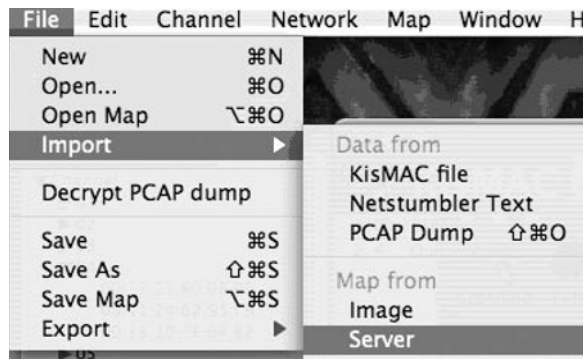 File Edit Channel Network Map Window H
New ⌘N
Open... ⌘O
Open Map ⌥⌘O
Import ▶
Decrypt PCAP dump
Save ⌘S
Save As ⇧⌘S
Save Map ⌥⌘S
Export ▶
Data from
KisMAC file
Netstumbler Text
PCAP Dump ⇧⌘O
Map from
Image
Server